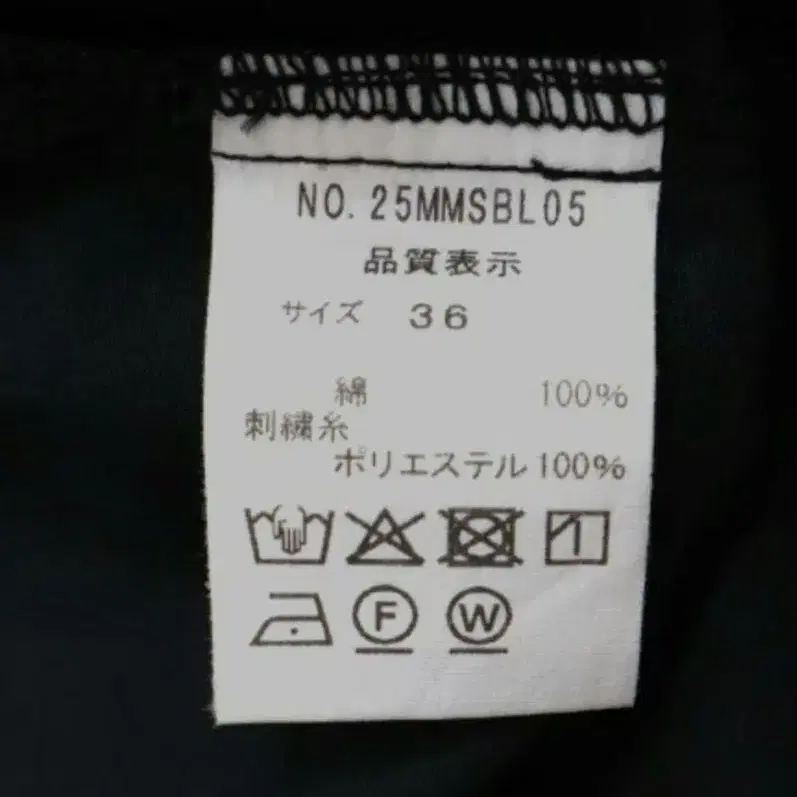 NO. 25MMSBL05
品質表示
サイズ 36
綿 100%
刺繍糸
ポリエステル 100%
F W